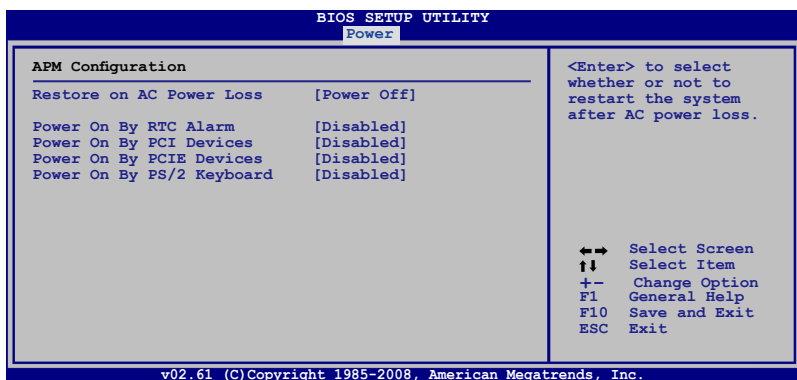 BIOS SETUP UTILITY
Power
APM Configuration
Restore on AC Power Loss [Power Off]
Power On By RTC Alarm [Disabled]
Power On By PCI Devices [Disabled]
Power On By PCIE Devices [Disabled]
Power On By PS/2 Keyboard [Disabled]
<Enter> to select
whether or not to
restart the system
after AC power loss.
←→ Select Screen
↑↓ Select Item
+- Change Option
F1 General Help
F10 Save and Exit
ESC Exit
v02.61 (C)Copyright 1985-2008, American Megatrends, Inc.